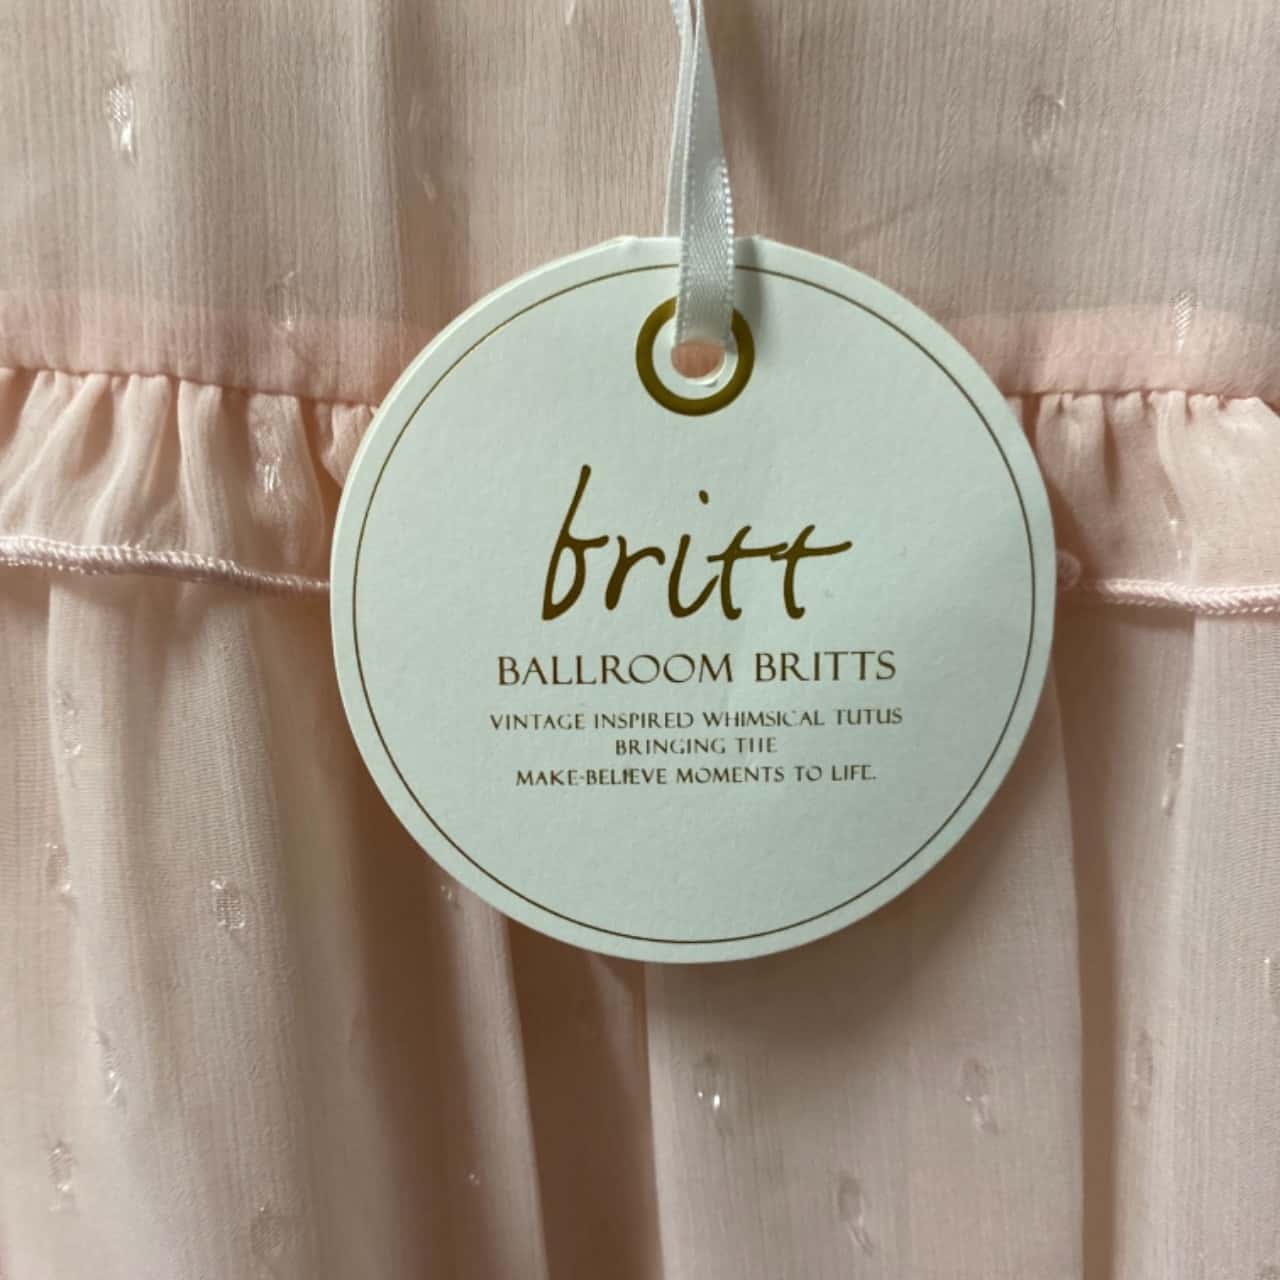 britt
BALLROOM BRITTS
VINTAGE INSPIRED WHIMSICAL TUTUS
BRINGING THE
MAKE-BELIEVE MOMENTS TO LIFE.